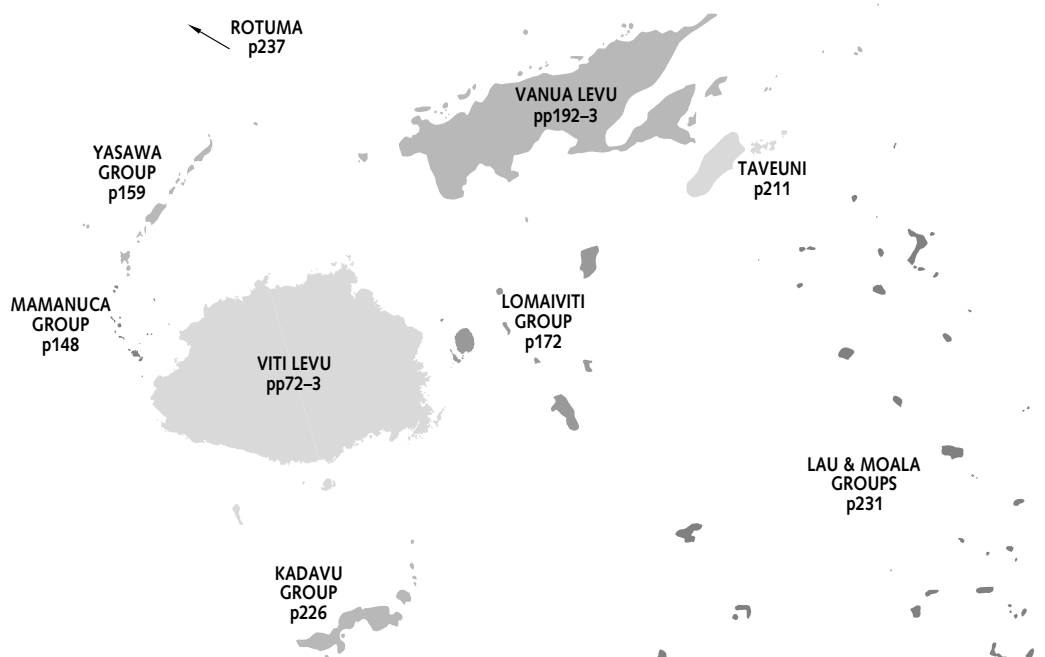 ROTUMA
p237
VANUA LEVU
pp192–3
YASAWA
GROUP
p159
TAVEUNI
p211
MAMANUCA
GROUP
p148
LOMAIVITI
GROUP
p172
VITI LEVU
pp72–3
LAU & MOALA
GROUPS
p231
KADAVU
GROUP
p226